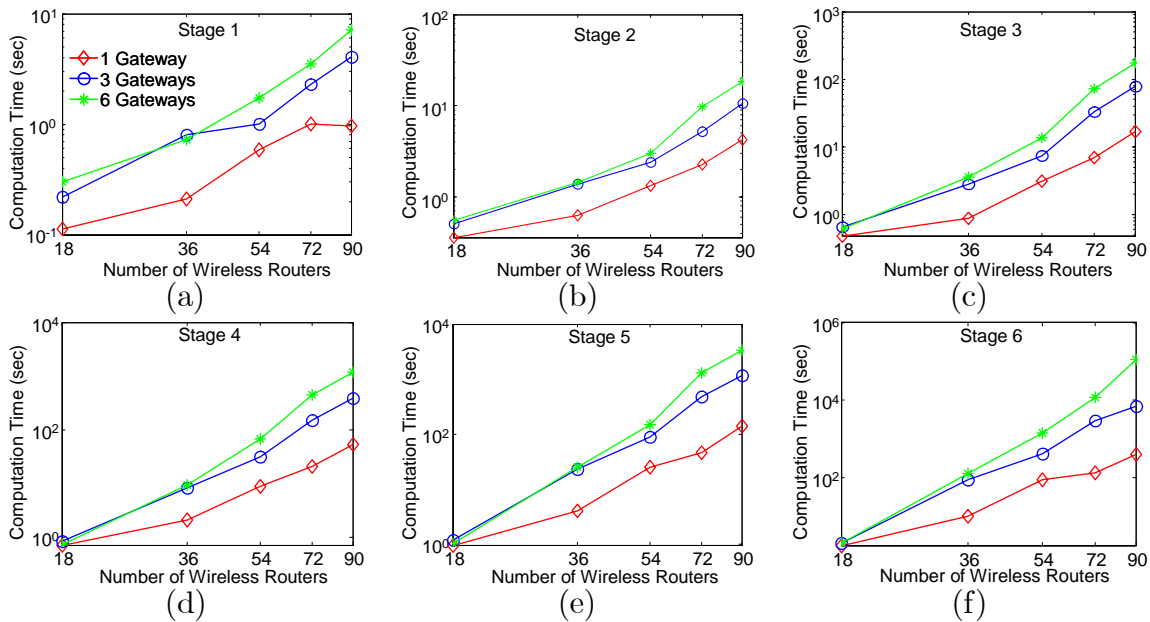 Stage 1
Computation Time (sec)
10^1
10^0
10^-1
1 Gateway
3 Gateways
6 Gateways
18 36 54 72 90
Number of Wireless Routers
(a)
Stage 2
Computation Time (sec)
10^2
10^1
10^0
18 36 54 72 90
Number of Wireless Routers
(b)
Stage 3
Computation Time (sec)
10^3
10^2
10^1
10^0
18 36 54 72 90
Number of Wireless Routers
(c)
Stage 4
Computation Time (sec)
10^4
10^2
10^0
18 36 54 72 90
Number of Wireless Routers
(d)
Stage 5
Computation Time (sec)
10^4
10^2
10^0
18 36 54 72 90
Number of Wireless Routers
(e)
Stage 6
Computation Time (sec)
10^6
10^4
10^2
18 36 54 72 90
Number of Wireless Routers
(f)